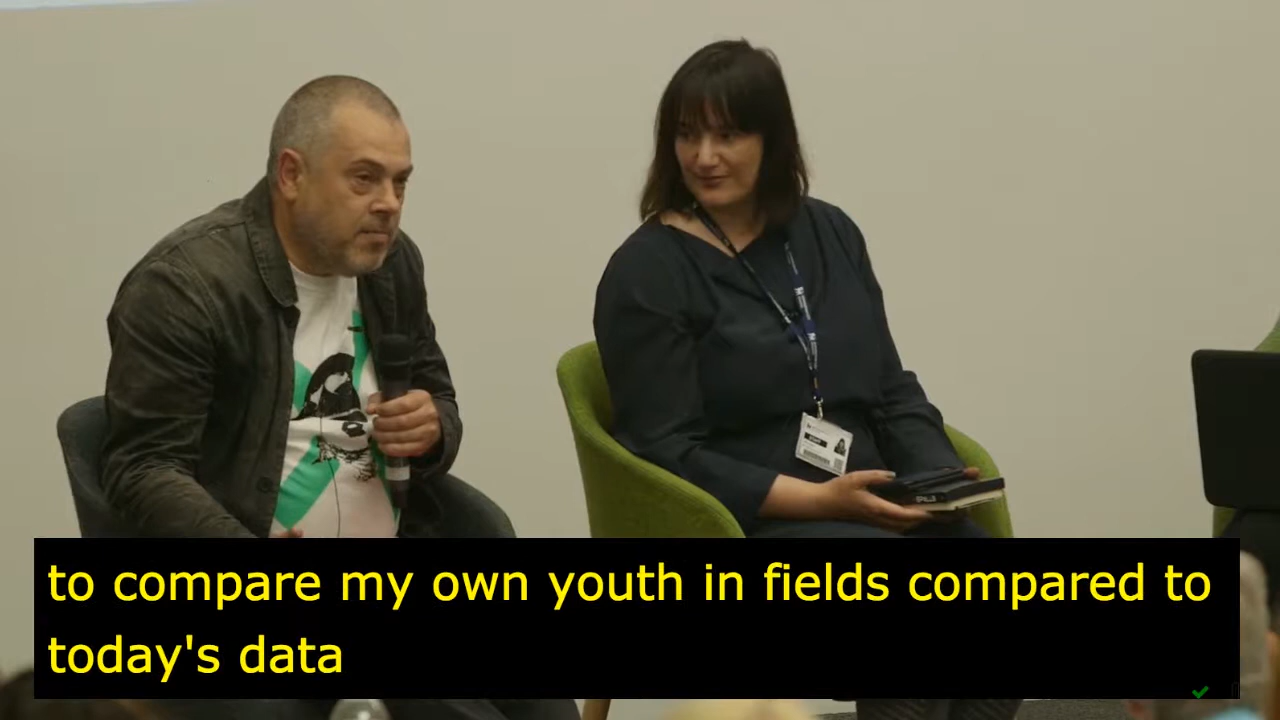 to compare my own youth in fields compared to
today's data